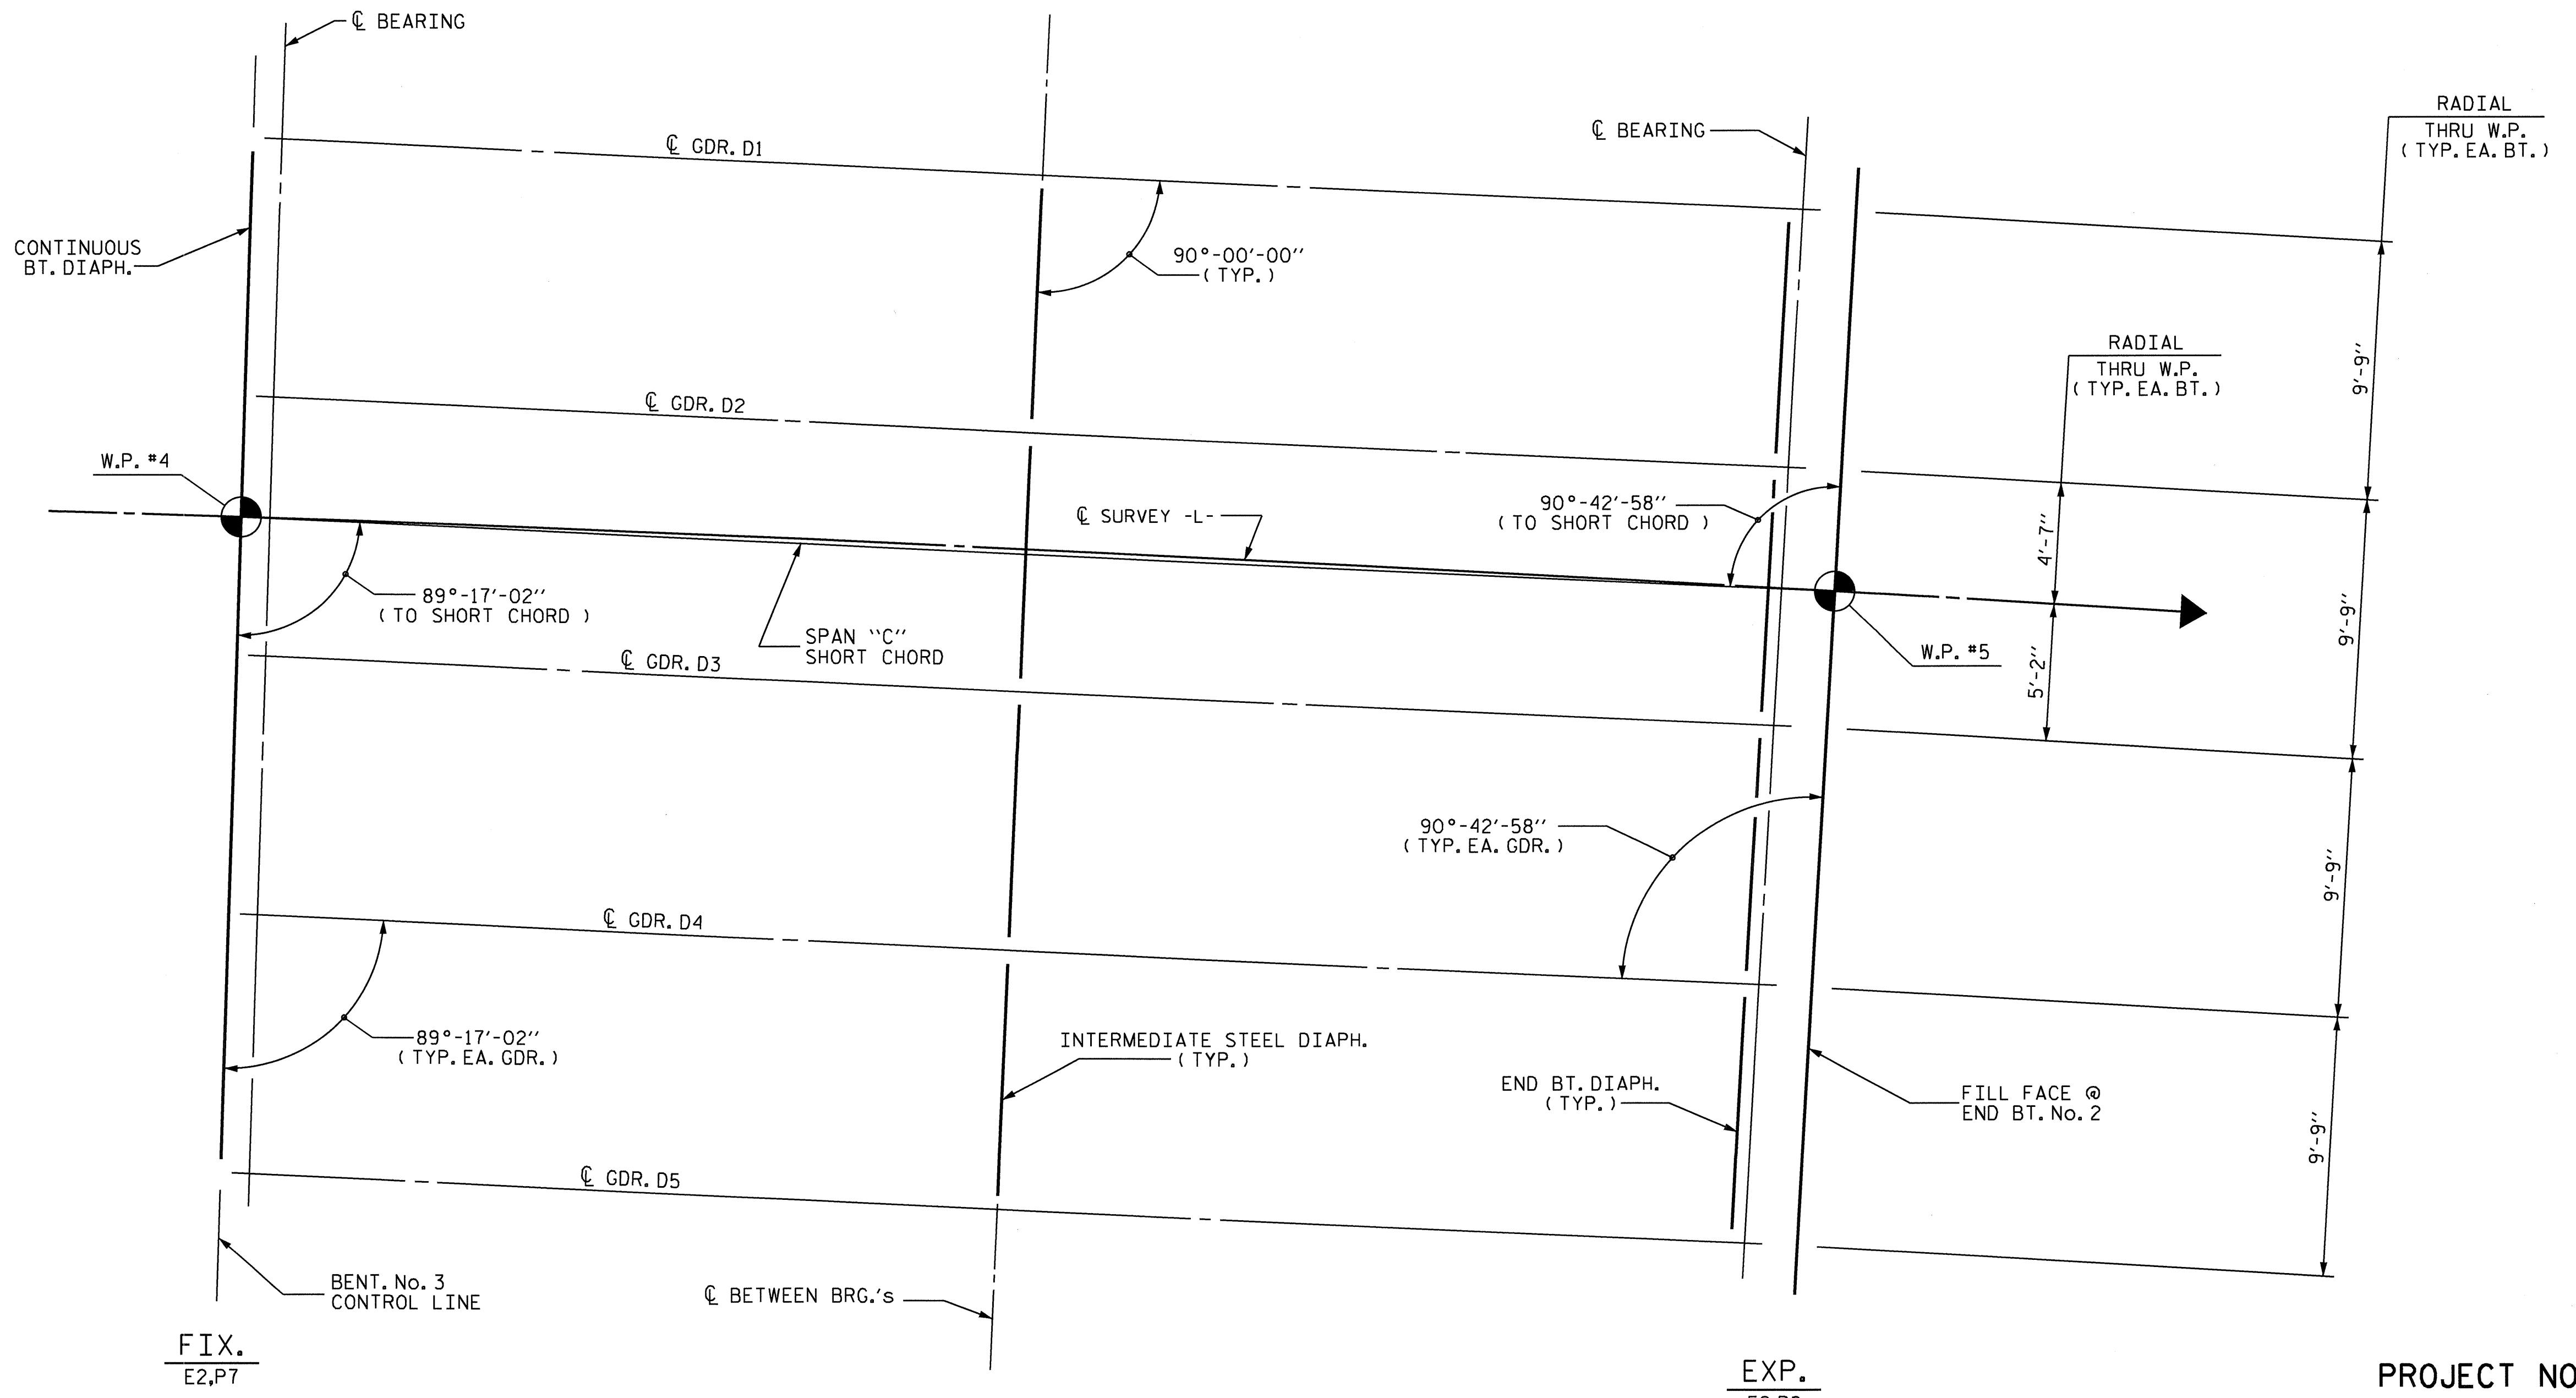 ℄ BEARING
RADIAL
THRU W.P.
( TYP. EA. BT. )
℄ BEARING
℄ GDR. D1
CONTINUOUS
BT. DIAPH.
90°-00'-00''
( TYP. )
9'-9''
RADIAL
THRU W.P.
( TYP. EA. BT. )
℄ GDR. D2
W.P. #4
90°-42'-58''
( TO SHORT CHORD )
℄ SURVEY -L-
4'-7''
89°-17'-02''
( TO SHORT CHORD )
9'-9''
SPAN ''C''
SHORT CHORD
℄ GDR. D3
W.P. #5
5'-2''
90°-42'-58''
( TYP. EA. GDR. )
9'-9''
℄ GDR. D4
89°-17'-02''
( TYP. EA. GDR. )
INTERMEDIATE STEEL DIAPH.
( TYP. )
END BT. DIAPH.
( TYP. )
FILL FACE @
END BT. No. 2
9'-9''
℄ GDR. D5
BENT. No. 3
CONTROL LINE
℄ BETWEEN BRG.'s
FIX.
E2,P7
EXP.
PROJECT NO